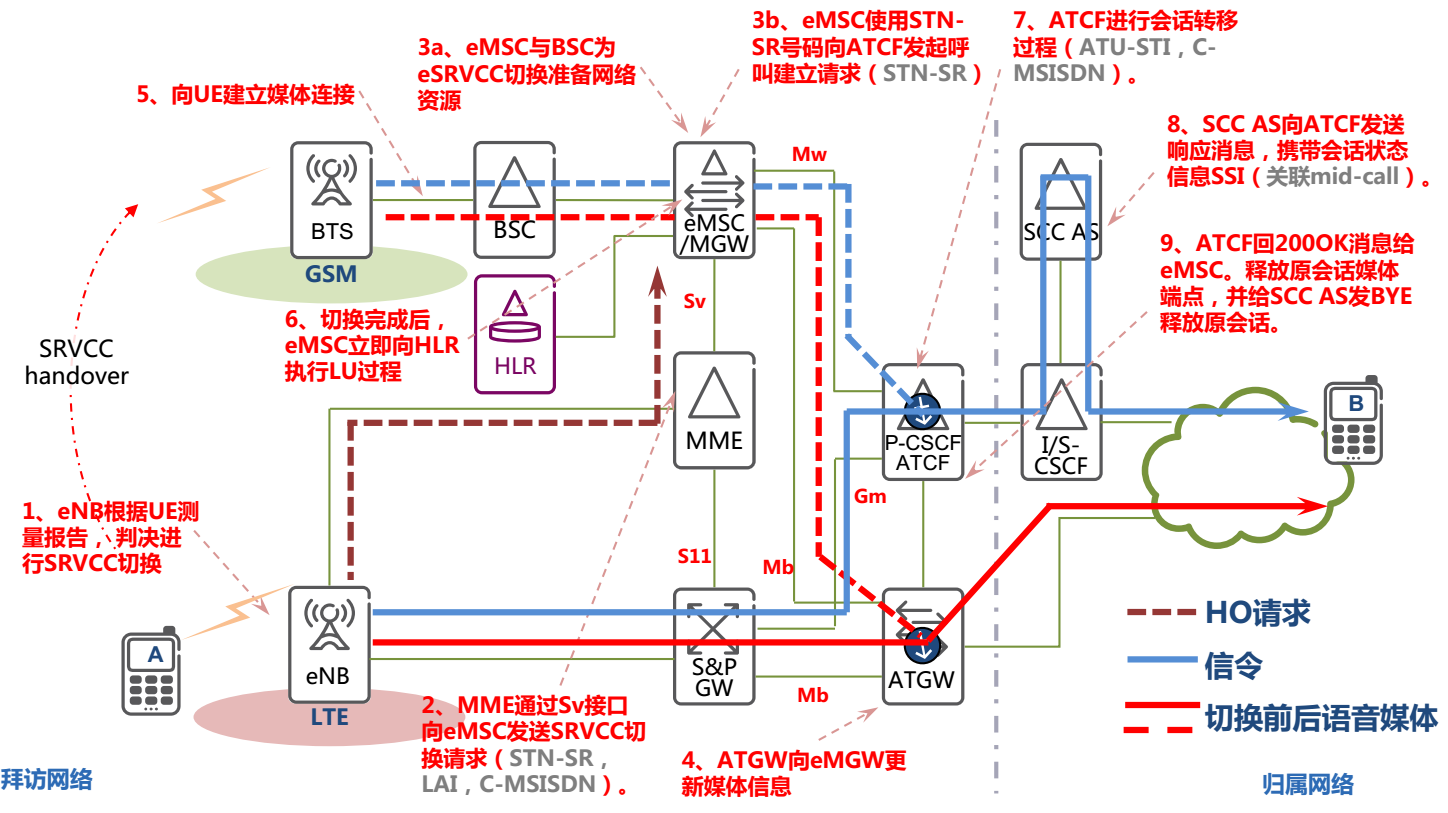 3a、eMSC与BSC为
eSRVCC切换准备网络
资源
3b、eMSC使用STN-
SR号码向ATCF发起呼
叫建立请求（STN-SR）
7、ATCF进行会话转移
过程（ATU-STI，C-
MSISDN）。
5、向UE建立媒体连接
8、SCC AS向ATCF发送
响应消息，携带会话状态
信息SSI（关联mid-call）。
Mw
BTS
BSC
eMSC
/MGW
SCC AS
GSM
9、ATCF回200OK消息给
eMSC。释放原会话媒体
端点，并给SCC AS发BYE
释放原会话。
Sv
6、切换完成后，
eMSC立即向HLR
执行LU过程
HLR
SRVCC
handover
MME
P-CSCF
ATCF
I/S-
CSCF
B
Gm
1、eNB根据UE测
量报告，判决进
行SRVCC切换
S11
Mb
HO请求
A
eNB
S&P
GW
ATGW
信令
Mb
LTE
2、MME通过Sv接口
向eMSC发送SRVCC切
换请求（STN-SR，
LAI，C-MSISDN）。
切换前后语音媒体
4、ATGW向eMGW更
新媒体信息
拜访网络
归属网络